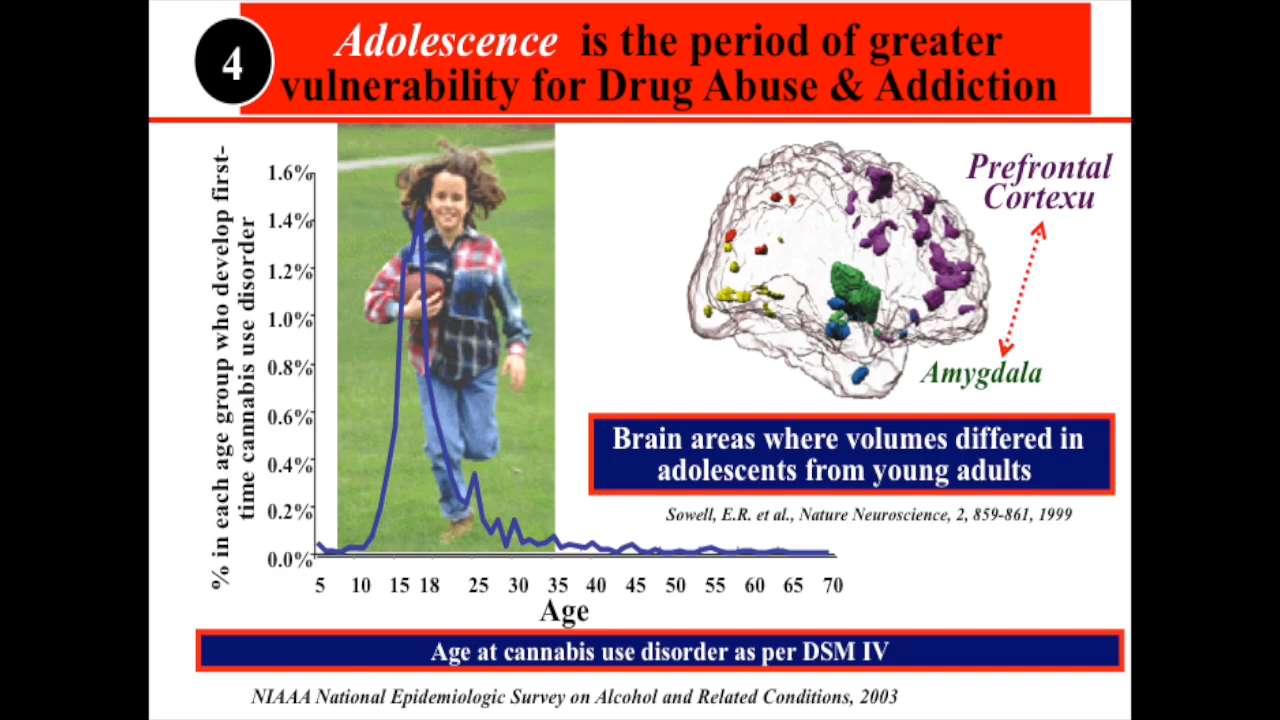 4
Adolescence is the period of greater
vulnerability for Drug Abuse & Addiction
% in each age group who develop first-
time cannabis use disorder
1.6%
1.4%
1.2%
1.0%
0.8%
0.6%
0.4%
0.2%
0.0%
5 10 15 18 25 30 35 40 45 50 55 60 65 70
Age
Prefrontal
Cortexu
Amygdala
Brain areas where volumes differed in
adolescents from young adults
Sowell, E.R. et al., Nature Neuroscience, 2, 859-861, 1999
Age at cannabis use disorder as per DSM IV
NIAAA National Epidemiologic Survey on Alcohol and Related Conditions, 2003